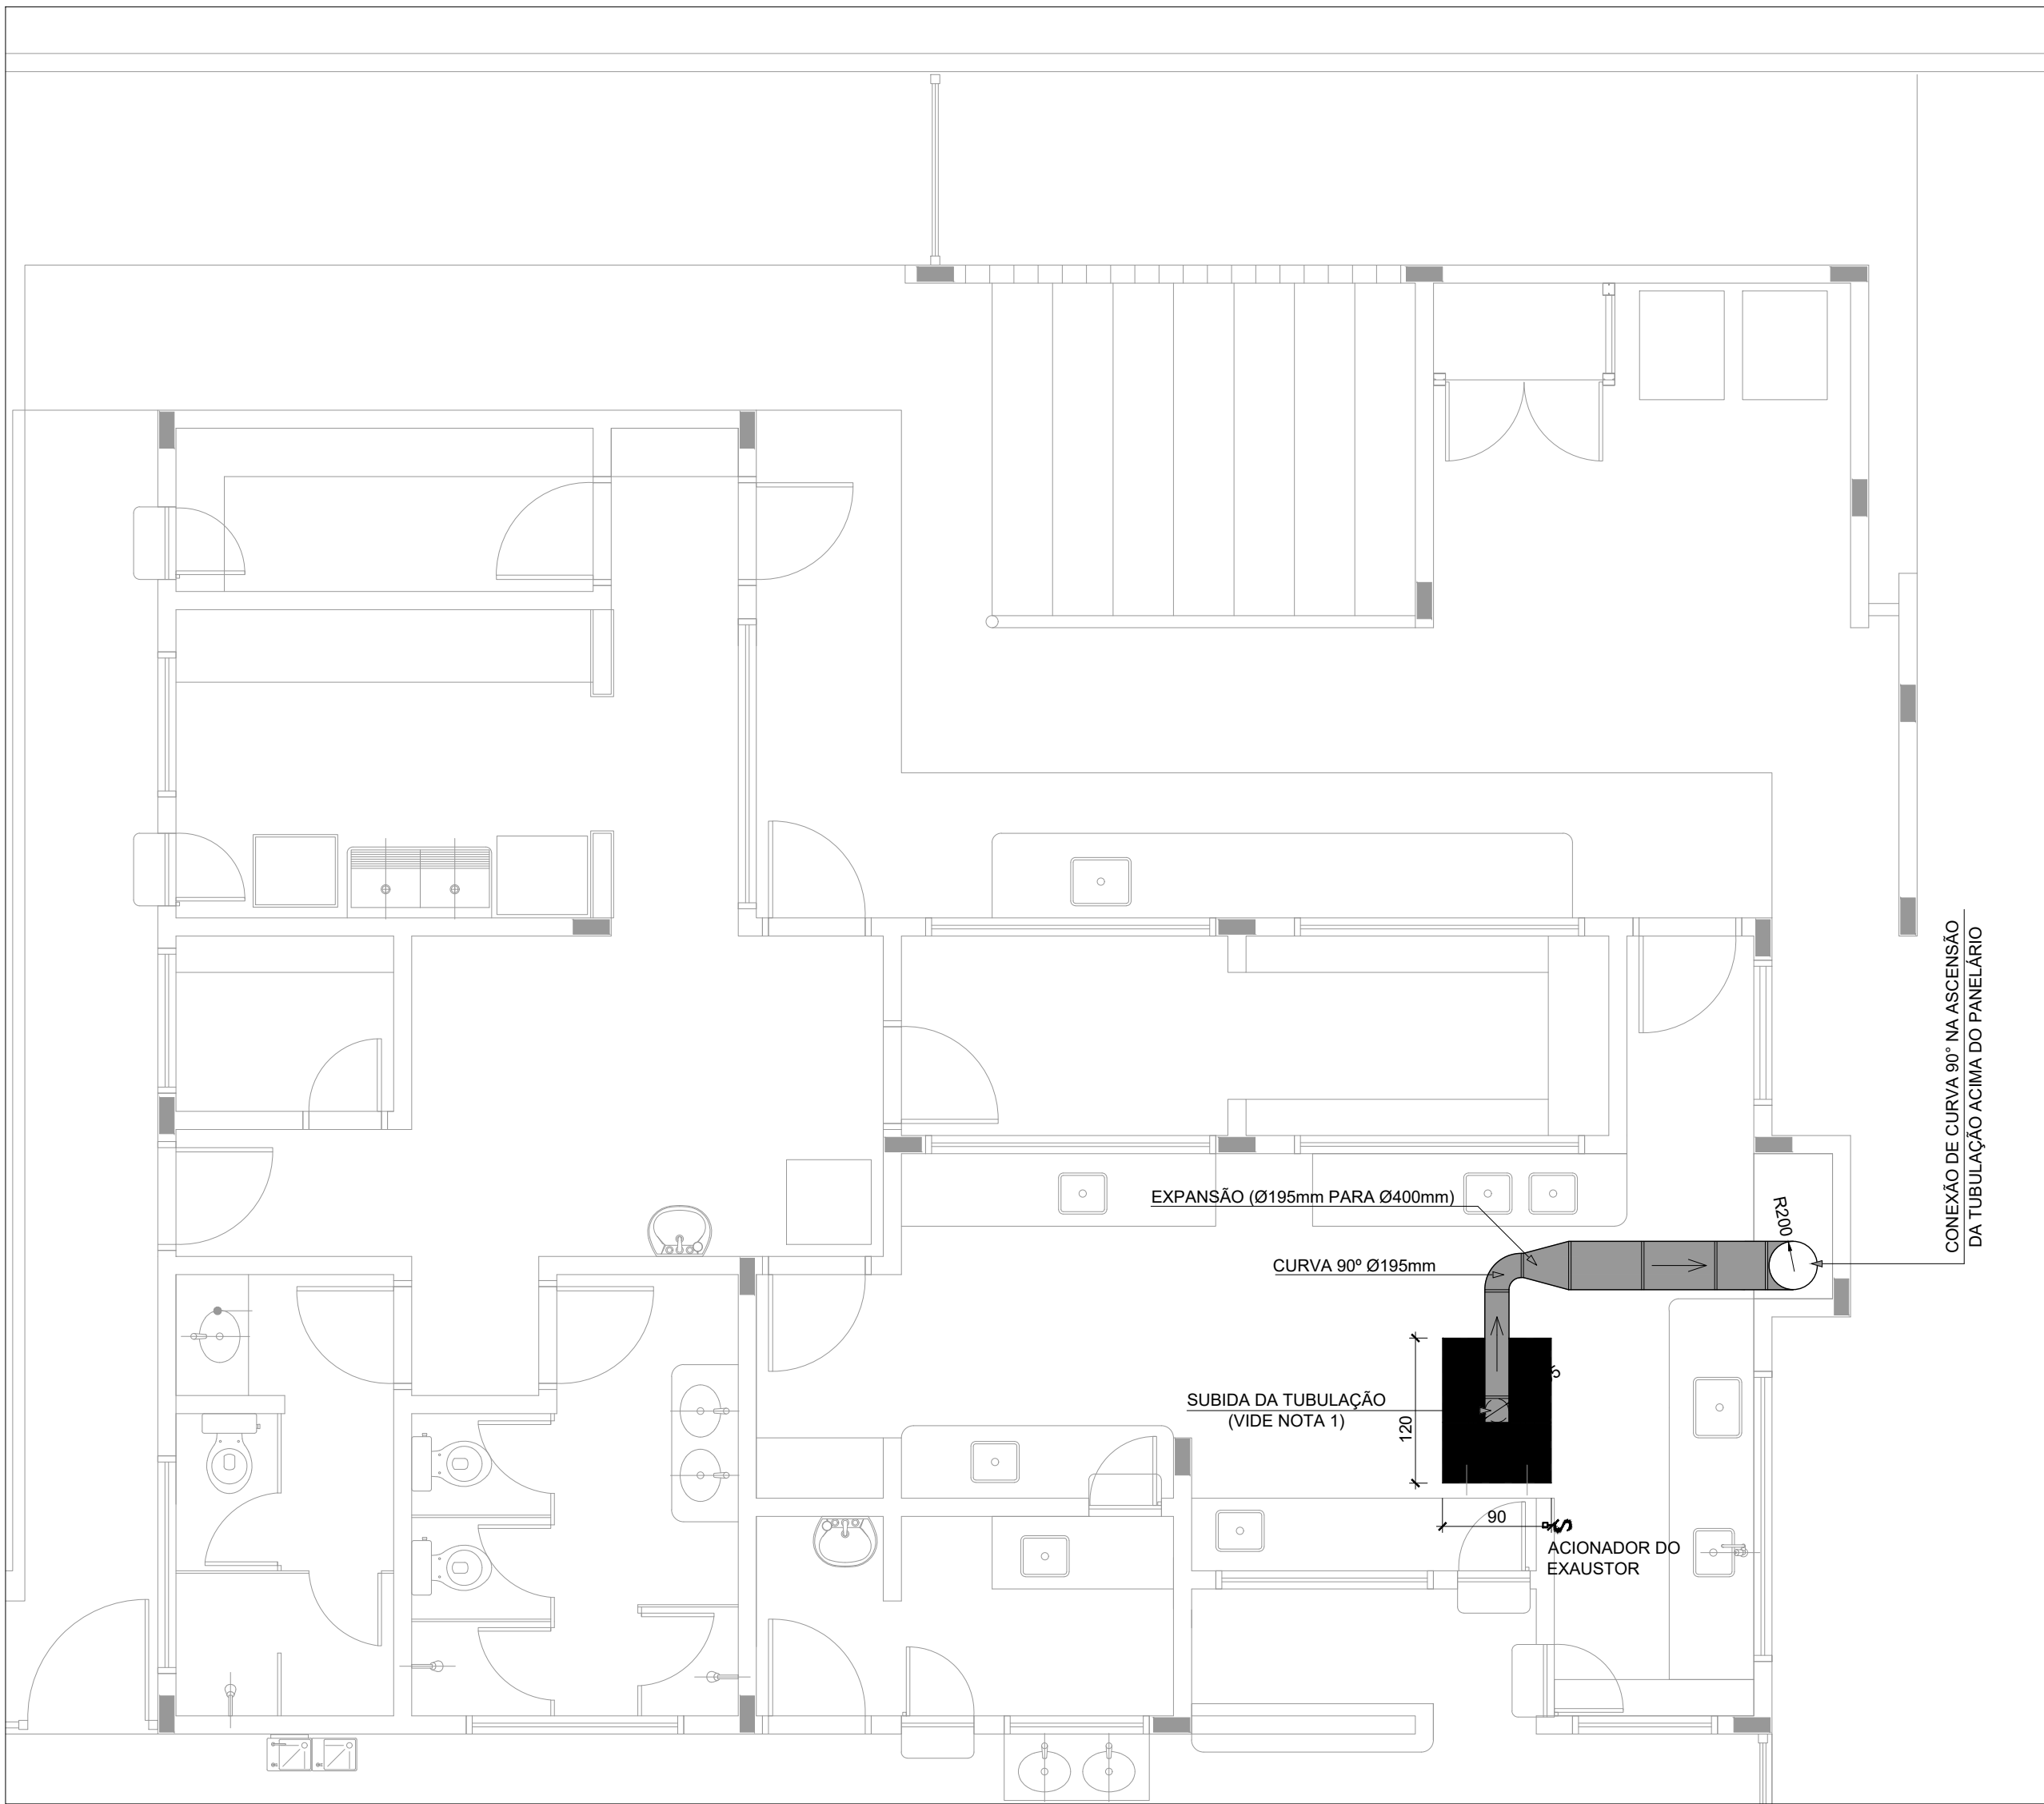 CONEXÃO DE CURVA 90° NA ASCENSÃO
DA TUBULAÇÃO ACIMA DO PANELÁRIO
EXPANSÃO (Ø195mm PARA Ø400mm)
R200
CURVA 90º Ø195mm
SUBIDA DA TUBULAÇÃO
(VIDE NOTA 1)
120
90
S
ACIONADOR DO
EXAUSTOR